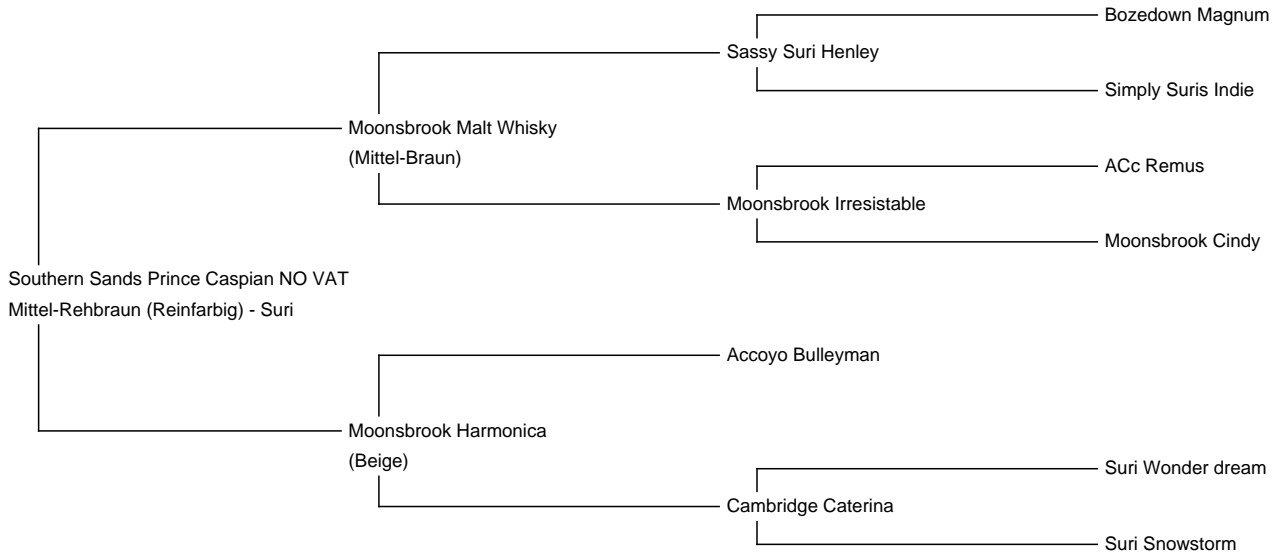 Bozedown Magnum
Sassy Suri Henley
Simply Suris Indie
Moonsbrook Malt Whisky
(Mittel-Braun)
ACc Remus
Moonsbrook Irresistable
Moonsbrook Cindy
Southern Sands Prince Caspian NO VAT
Mittel-Rehbraun (Reinfarbig) - Suri
Accoyo Bulleyman
Moonsbrook Harmonica
(Beige)
Suri Wonder dream
Cambridge Caterina
Suri Snowstorm